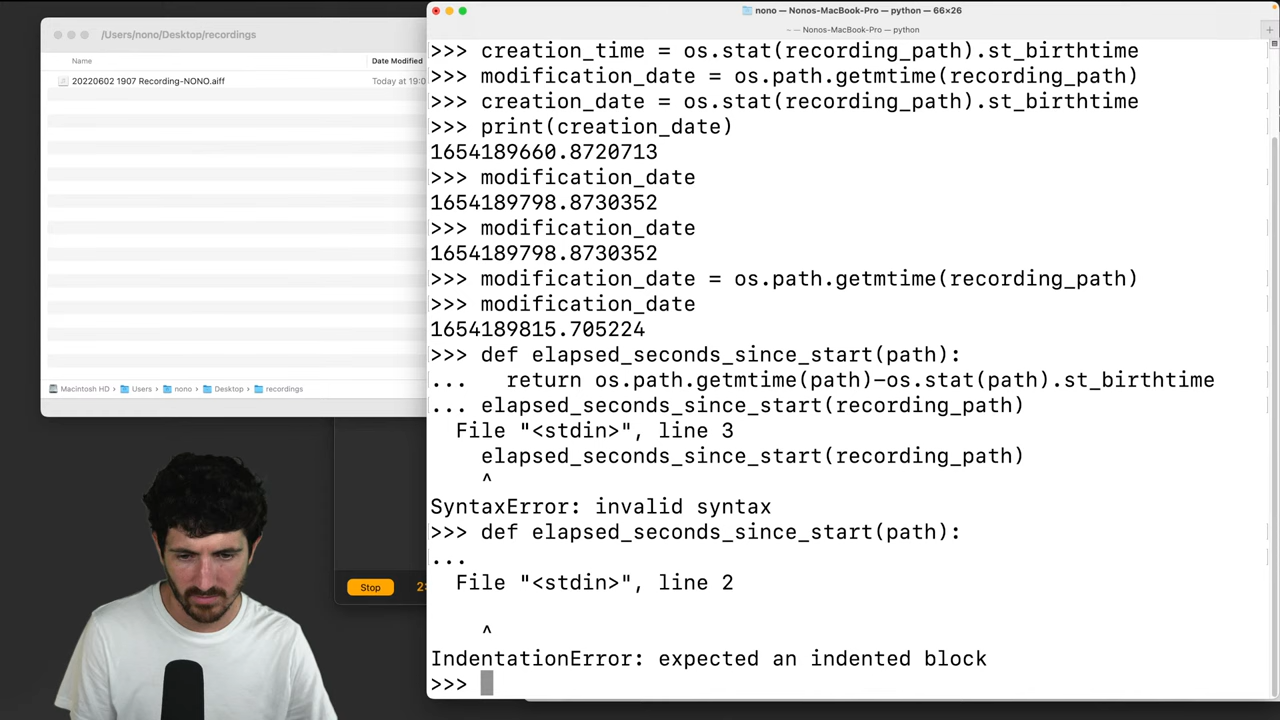 /Users/nono/Desktop/recordings
Name
Date Modified
20220602 1907 Recording-NONO.aiff
Today at 19:0
Macintosh HD
Users
nono
Desktop
recordings
Stop
nono — Nonos-MacBook-Pro — python — 66×26
~ — Nonos-MacBook-Pro — python
>>> creation_time = os.stat(recording_path).st_birthtime
>>> modification_date = os.path.getmtime(recording_path)
>>> creation_date = os.stat(recording_path).st_birthtime
>>> print(creation_date)
1654189660.8720713
>>> modification_date
1654189798.8730352
>>> modification_date
1654189798.8730352
>>> modification_date = os.path.getmtime(recording_path)
>>> modification_date
1654189815.705224
>>> def elapsed_seconds_since_start(path):
...   return os.path.getmtime(path)-os.stat(path).st_birthtime
... elapsed_seconds_since_start(recording_path)
  File "<stdin>", line 3
    elapsed_seconds_since_start(recording_path)
    ^
SyntaxError: invalid syntax
>>> def elapsed_seconds_since_start(path):
...
  File "<stdin>", line 2
    ^
IndentationError: expected an indented block
>>>